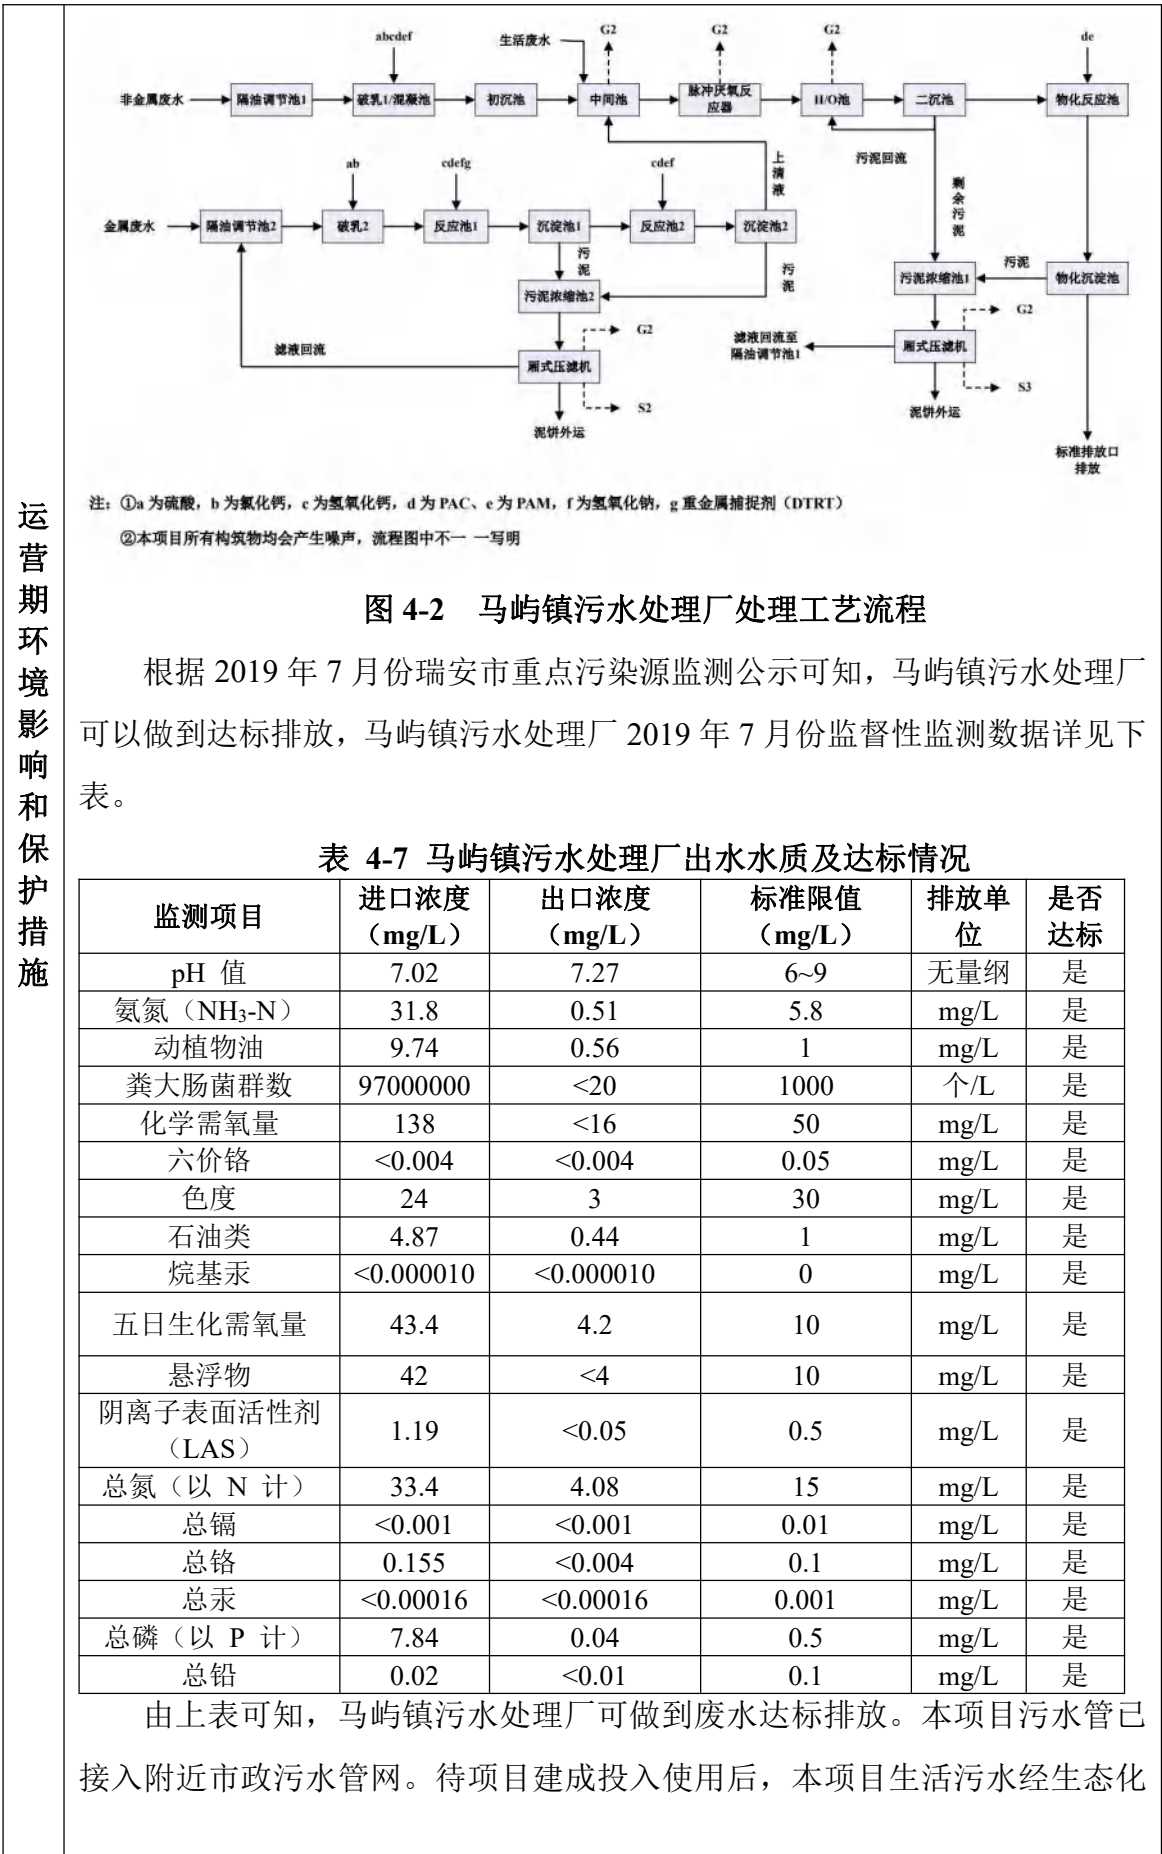 运营期环境影响和保护措施
abcdef
生活废水
G2
G2
G2
de
非金属废水
隔油调节池1
破乳1/混凝池
初沉池
中间池
脉冲厌氧反
应器
H/O池
二沉池
物化反应池
上清液
污泥回流
剩余污泥
ab
cdefg
cdef
金属废水
隔油调节池2
破乳2
反应池1
沉淀池1
反应池2
沉淀池2
污泥
污泥
污泥浓缩池2
污泥浓缩池1
污泥
物化沉淀池
G2
G2
滤液回流
厢式压滤机
滤液回流至
隔油调节池1
厢式压滤机
S2
S3
泥饼外运
泥饼外运
标准排放口
排放
注：①a 为硫酸，b 为氯化钙，c 为氢氧化钙，d 为 PAC、e 为 PAM，f 为氢氧化钠，g 重金属捕捉剂（DTRT）
②本项目所有构筑物均会产生噪声，流程图中不一 一写明
图 4-2 马屿镇污水处理厂处理工艺流程
根据 2019 年 7 月份瑞安市重点污染源监测公示可知，马屿镇污水处理厂
可以做到达标排放，马屿镇污水处理厂 2019 年 7 月份监督性监测数据详见下
表。
表 4-7 马屿镇污水处理厂出水水质及达标情况
监测项目 进口浓度（mg/L） 出口浓度（mg/L） 标准限值（mg/L） 排放单位 是否达标
pH 值 7.02 7.27 6~9 无量纲 是
氨氮（NH₃-N） 31.8 0.51 5.8 mg/L 是
动植物油 9.74 0.56 1 mg/L 是
粪大肠菌群数 97000000 <20 1000 个/L 是
化学需氧量 138 <16 50 mg/L 是
六价铬 <0.004 <0.004 0.05 mg/L 是
色度 24 3 30 mg/L 是
石油类 4.87 0.44 1 mg/L 是
烷基汞 <0.000010 <0.000010 0 mg/L 是
五日生化需氧量 43.4 4.2 10 mg/L 是
悬浮物 42 <4 10 mg/L 是
阴离子表面活性剂（LAS） 1.19 <0.05 0.5 mg/L 是
总氮（以 N 计） 33.4 4.08 15 mg/L 是
总镉 <0.001 <0.001 0.01 mg/L 是
总铬 0.155 <0.004 0.1 mg/L 是
总汞 <0.00016 <0.00016 0.001 mg/L 是
总磷（以 P 计） 7.84 0.04 0.5 mg/L 是
总铅 0.02 <0.01 0.1 mg/L 是
由上表可知，马屿镇污水处理厂可做到废水达标排放。本项目污水管已
接入附近市政污水管网。待项目建成投入使用后，本项目生活污水经生态化